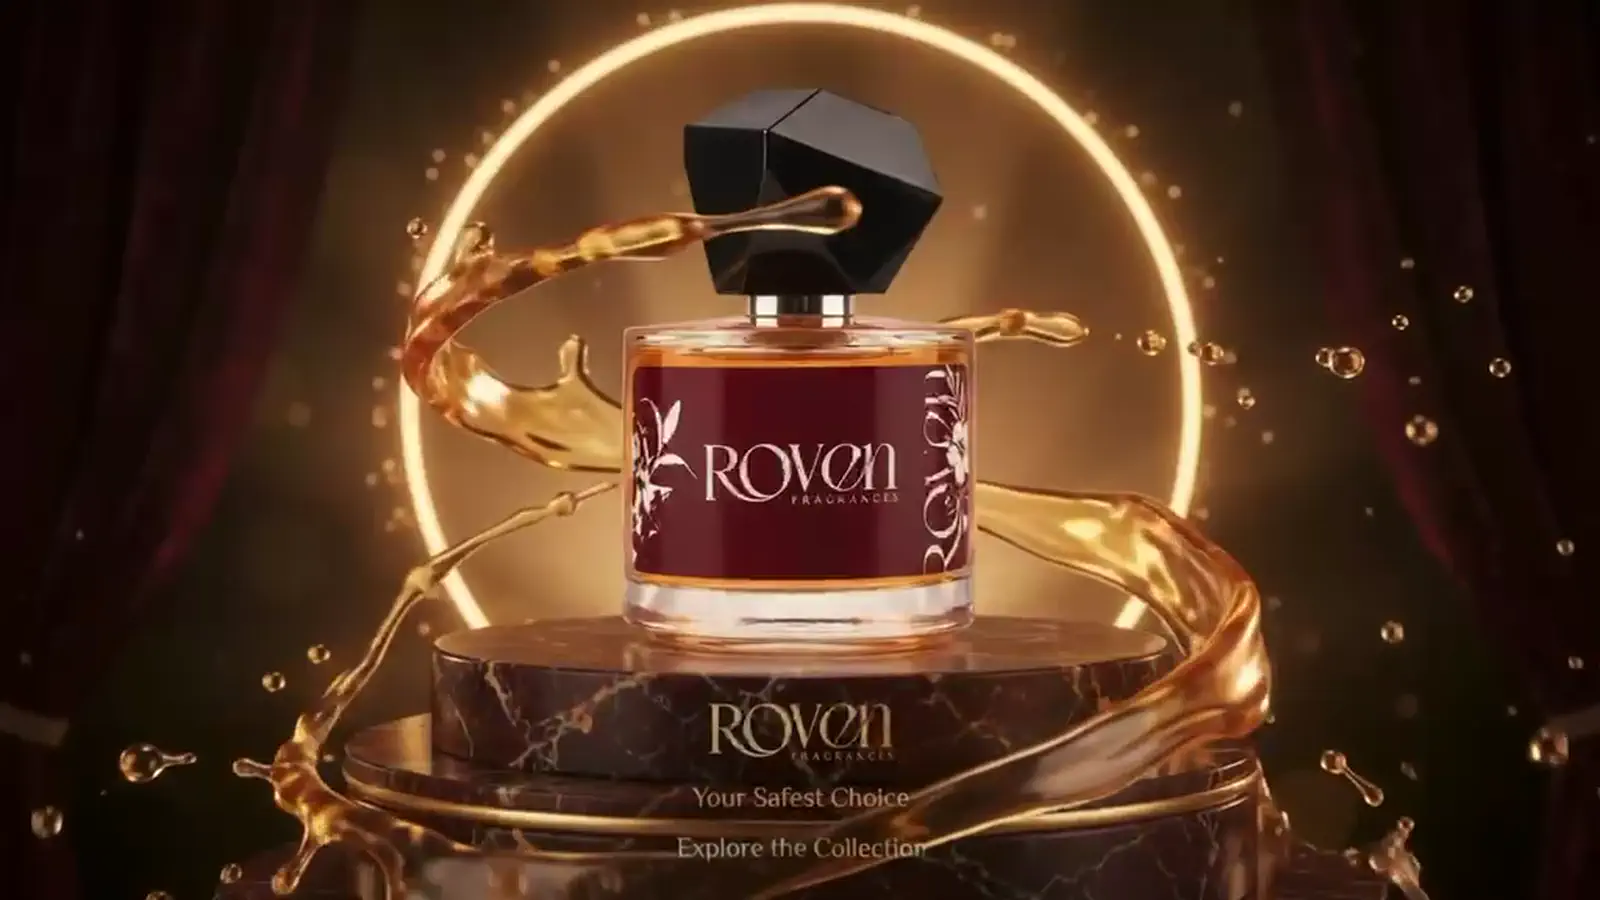 ROVEN
FRAGRANCES
ROVEN
ROVEN
FRAGRANCES
Your Safest Choice
Explore the Collection